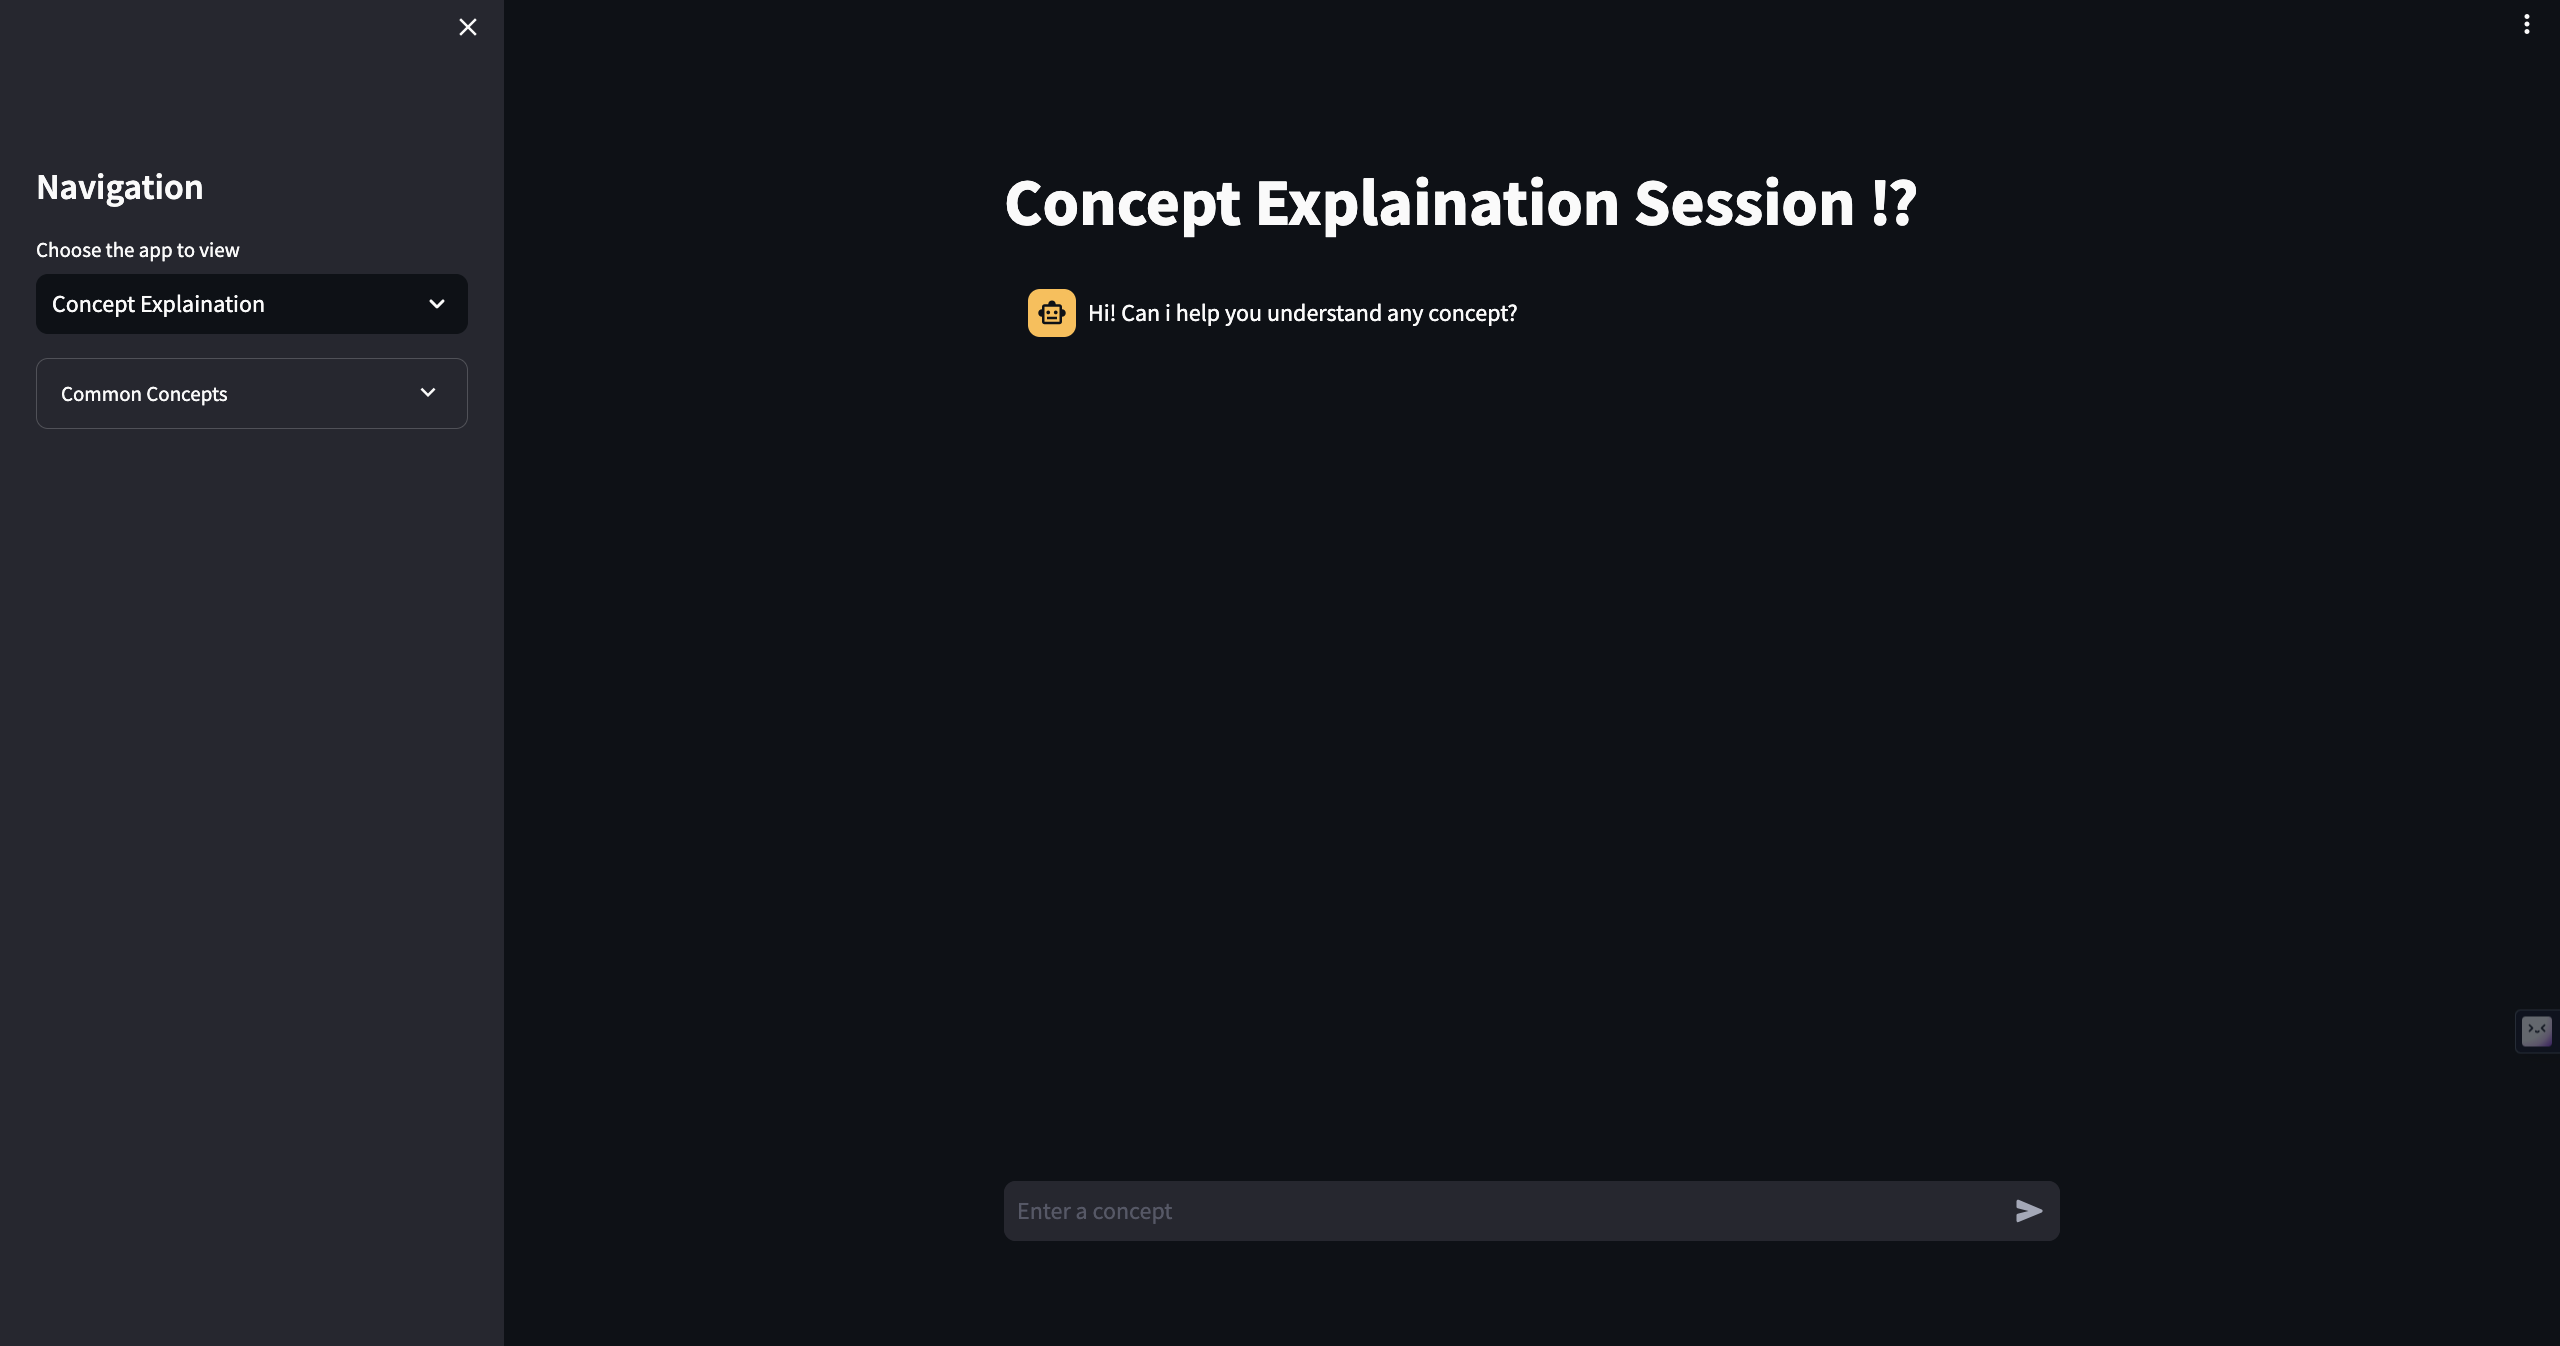 Navigation
Choose the app to view
Concept Explaination
Common Concepts
Concept Explaination Session !?
Hi! Can i help you understand any concept?
Enter a concept